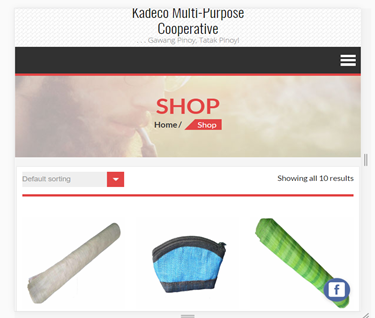 Kadeco Multi-Purpose
Cooperative
. . . Gawang Pinoy, Tatak Pinoy!
SHOP
Home / Shop
Default sorting
Showing all 10 results
f